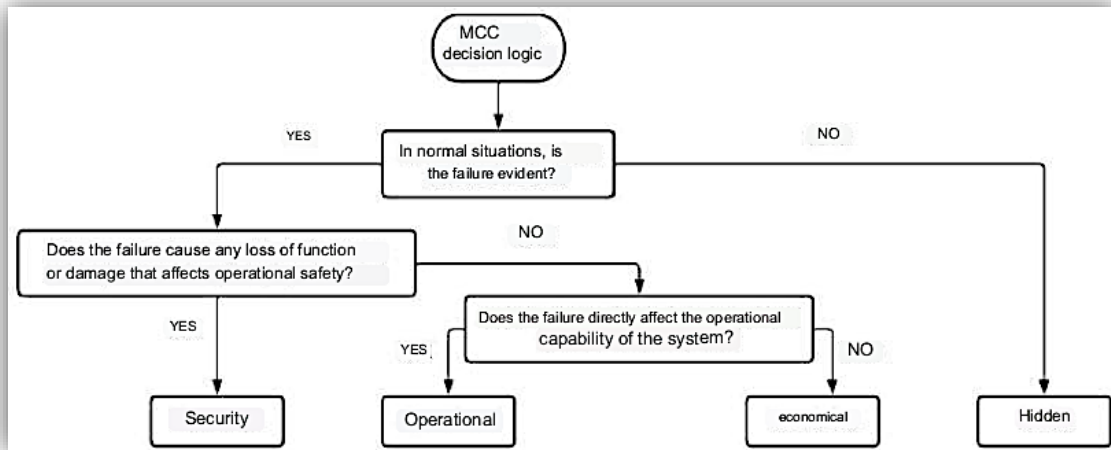 MCC
decision logic
YES
NO
In normal situations, is
the failure evident?
NO
Does the failure cause any loss of function
or damage that affects operational safety?
Does the failure directly affect the operational
capability of the system?
YES
YES
NO
Security
Operational
economical
Hidden